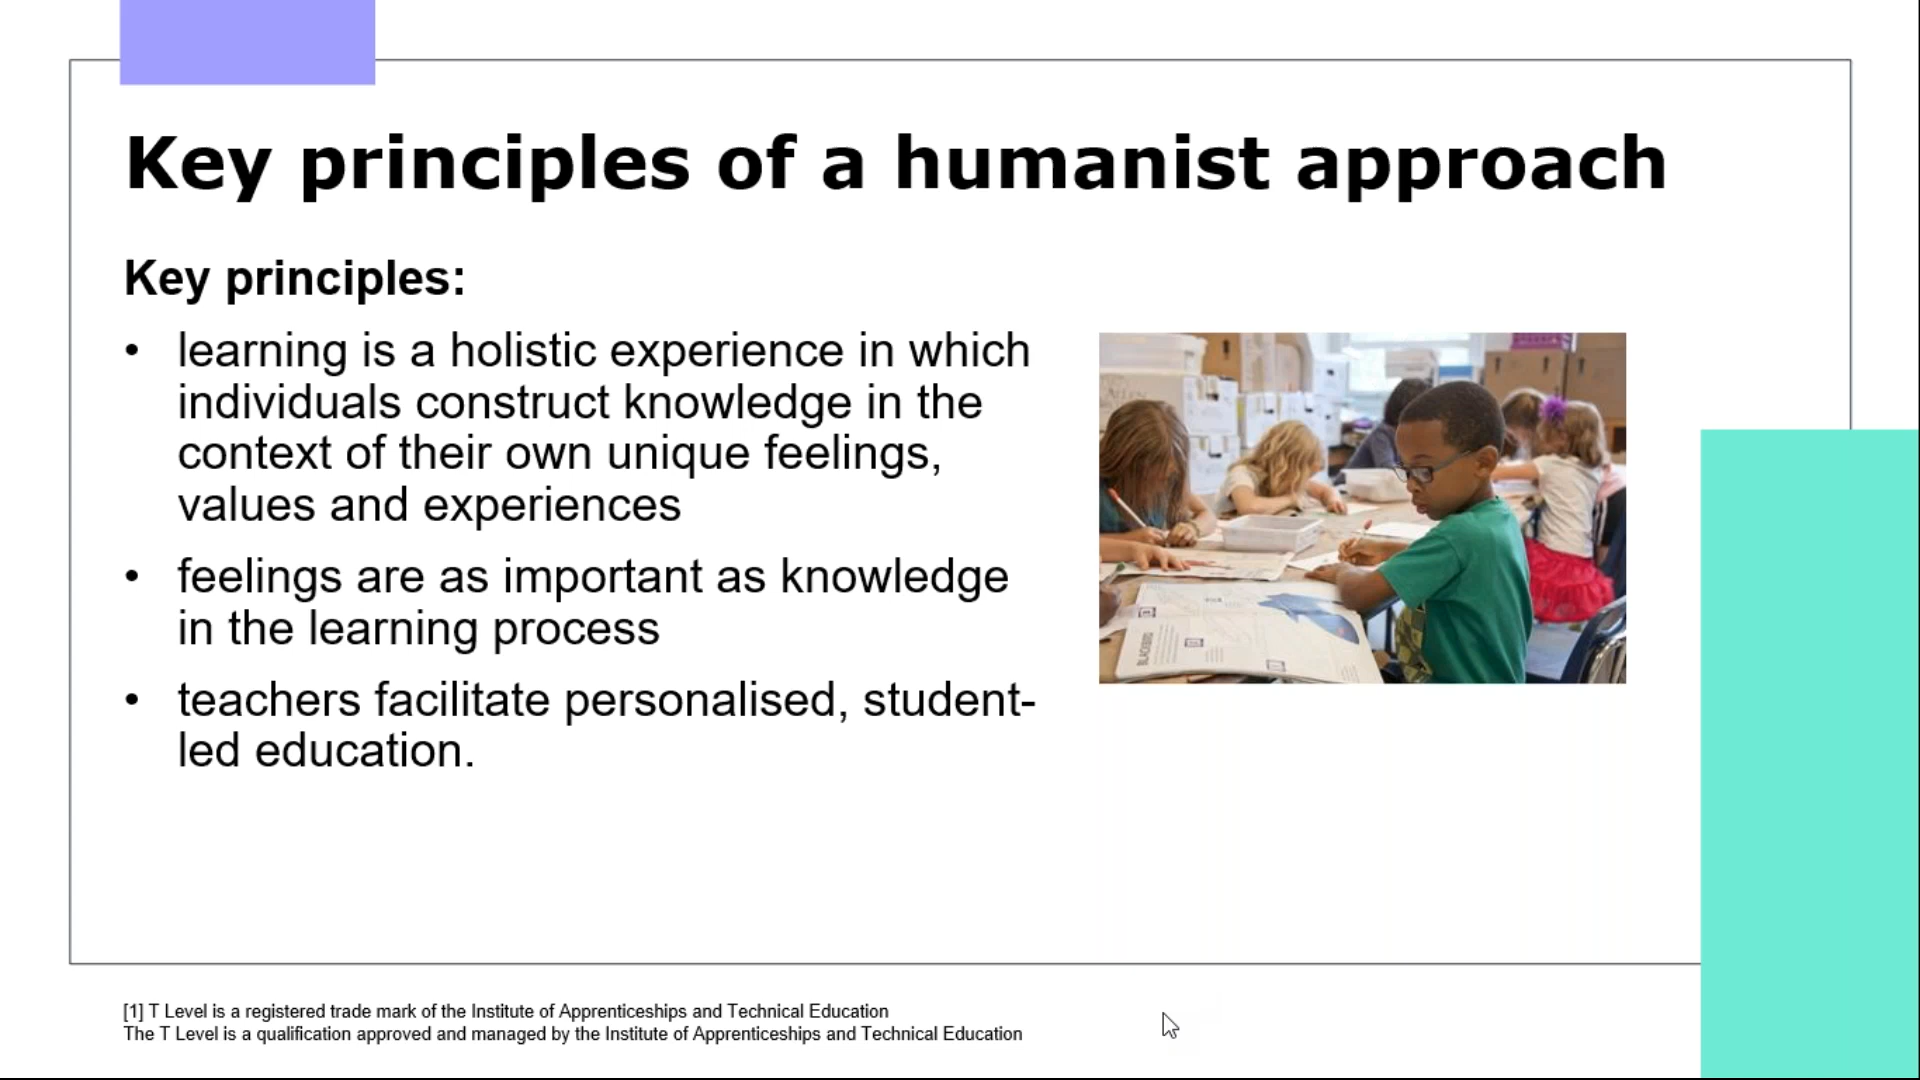 Key principles of a humanist approach
Key principles:
• learning is a holistic experience in which
individuals construct knowledge in the
context of their own unique feelings,
values and experiences
• feelings are as important as knowledge
in the learning process
• teachers facilitate personalised, student-
led education.
BLACKBIRD
[1] T Level is a registered trade mark of the Institute of Apprenticeships and Technical Education
The T Level is a qualification approved and managed by the Institute of Apprenticeships and Technical Education